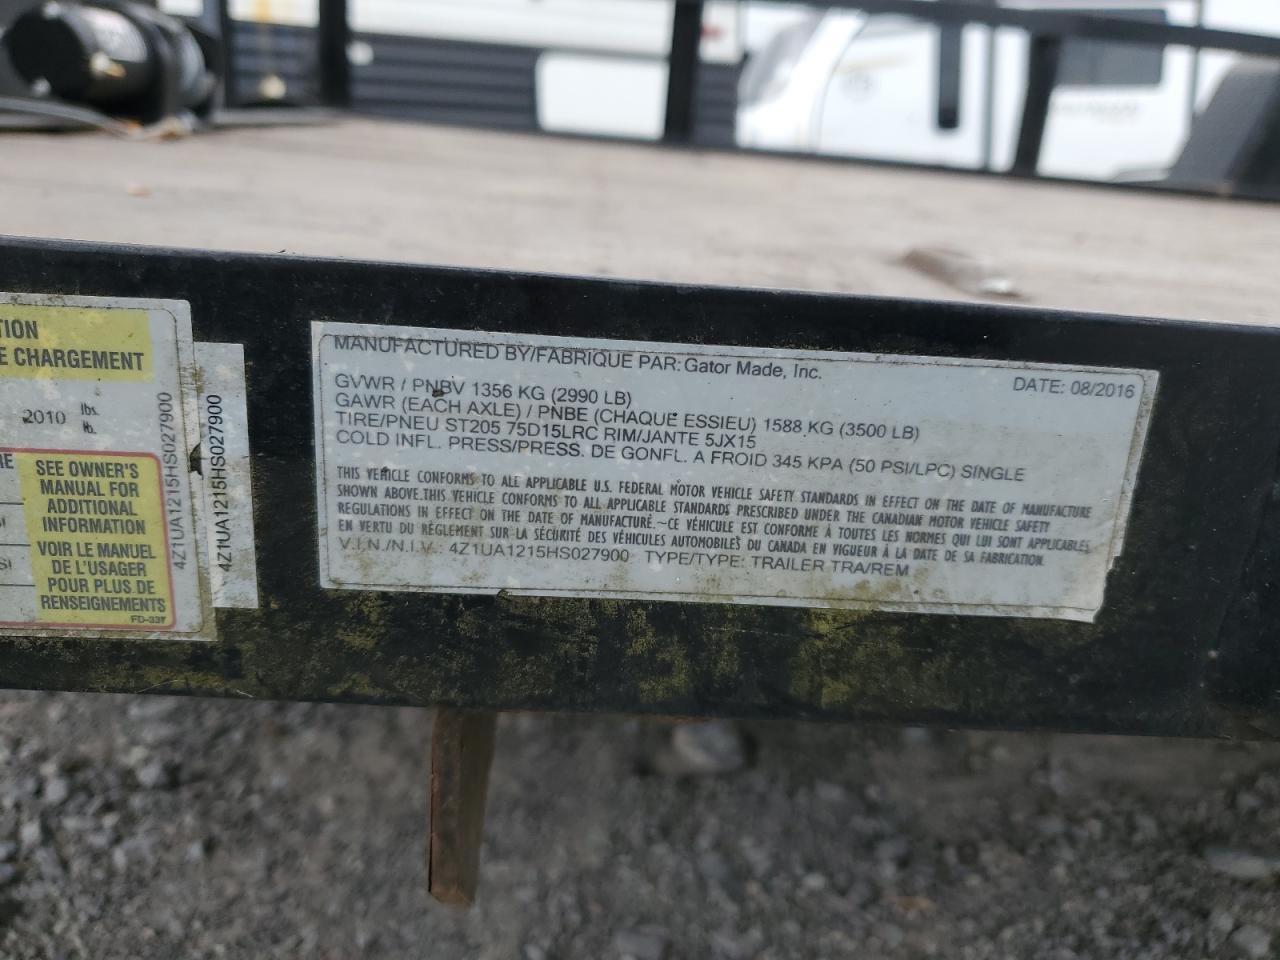 TION
E CHARGEMENT
2010 lbs.
lb.
SEE OWNER'S
MANUAL FOR
ADDITIONAL
INFORMATION
VOIR LE MANUEL
DE L'USAGER
POUR PLUS DE
RENSEIGNEMENTS
4Z1UA1215HS027900
4Z1UA1215HS027900
MANUFACTURED BY/FABRIQUE PAR: Gator Made, Inc.
DATE: 08/2016
GVWR / PNBV 1356 KG (2990 LB)
GAWR (EACH AXLE) / PNBE (CHAQUE ESSIEU) 1588 KG (3500 LB)
TIRE/PNEU ST205 75D15LRC RIM/JANTE 5JX15
COLD INFL. PRESS/PRESS. DE GONFL. A FROID 345 KPA (50 PSI/LPC) SINGLE
THIS VEHICLE CONFORMS TO ALL APPLICABLE U.S. FEDERAL MOTOR VEHICLE SAFETY STANDARDS IN EFFECT ON THE DATE OF MANUFACTURE
SHOWN ABOVE.THIS VEHICLE CONFORMS TO ALL APPLICABLE STANDARDS PRESCRIBED UNDER THE CANADIAN MOTOR VEHICLE SAFETY
REGULATIONS IN EFFECT ON THE DATE OF MANUFACTURE.~CE VÉHICULE EST CONFORME À TOUTES LES NORMES QUI LUI SONT APPLICABLES
EN VERTU DU RÉGLEMENT SUR LA SÉCURITÉ DES VÉHICULES AUTOMOBILES DU CANADA EN VIGUEUR À LA DATE DE SA FABRICATION.
V.I.N./N.I.V.: 4Z1UA1215HS027900 TYPE/TYPE: TRAILER TRA/REM